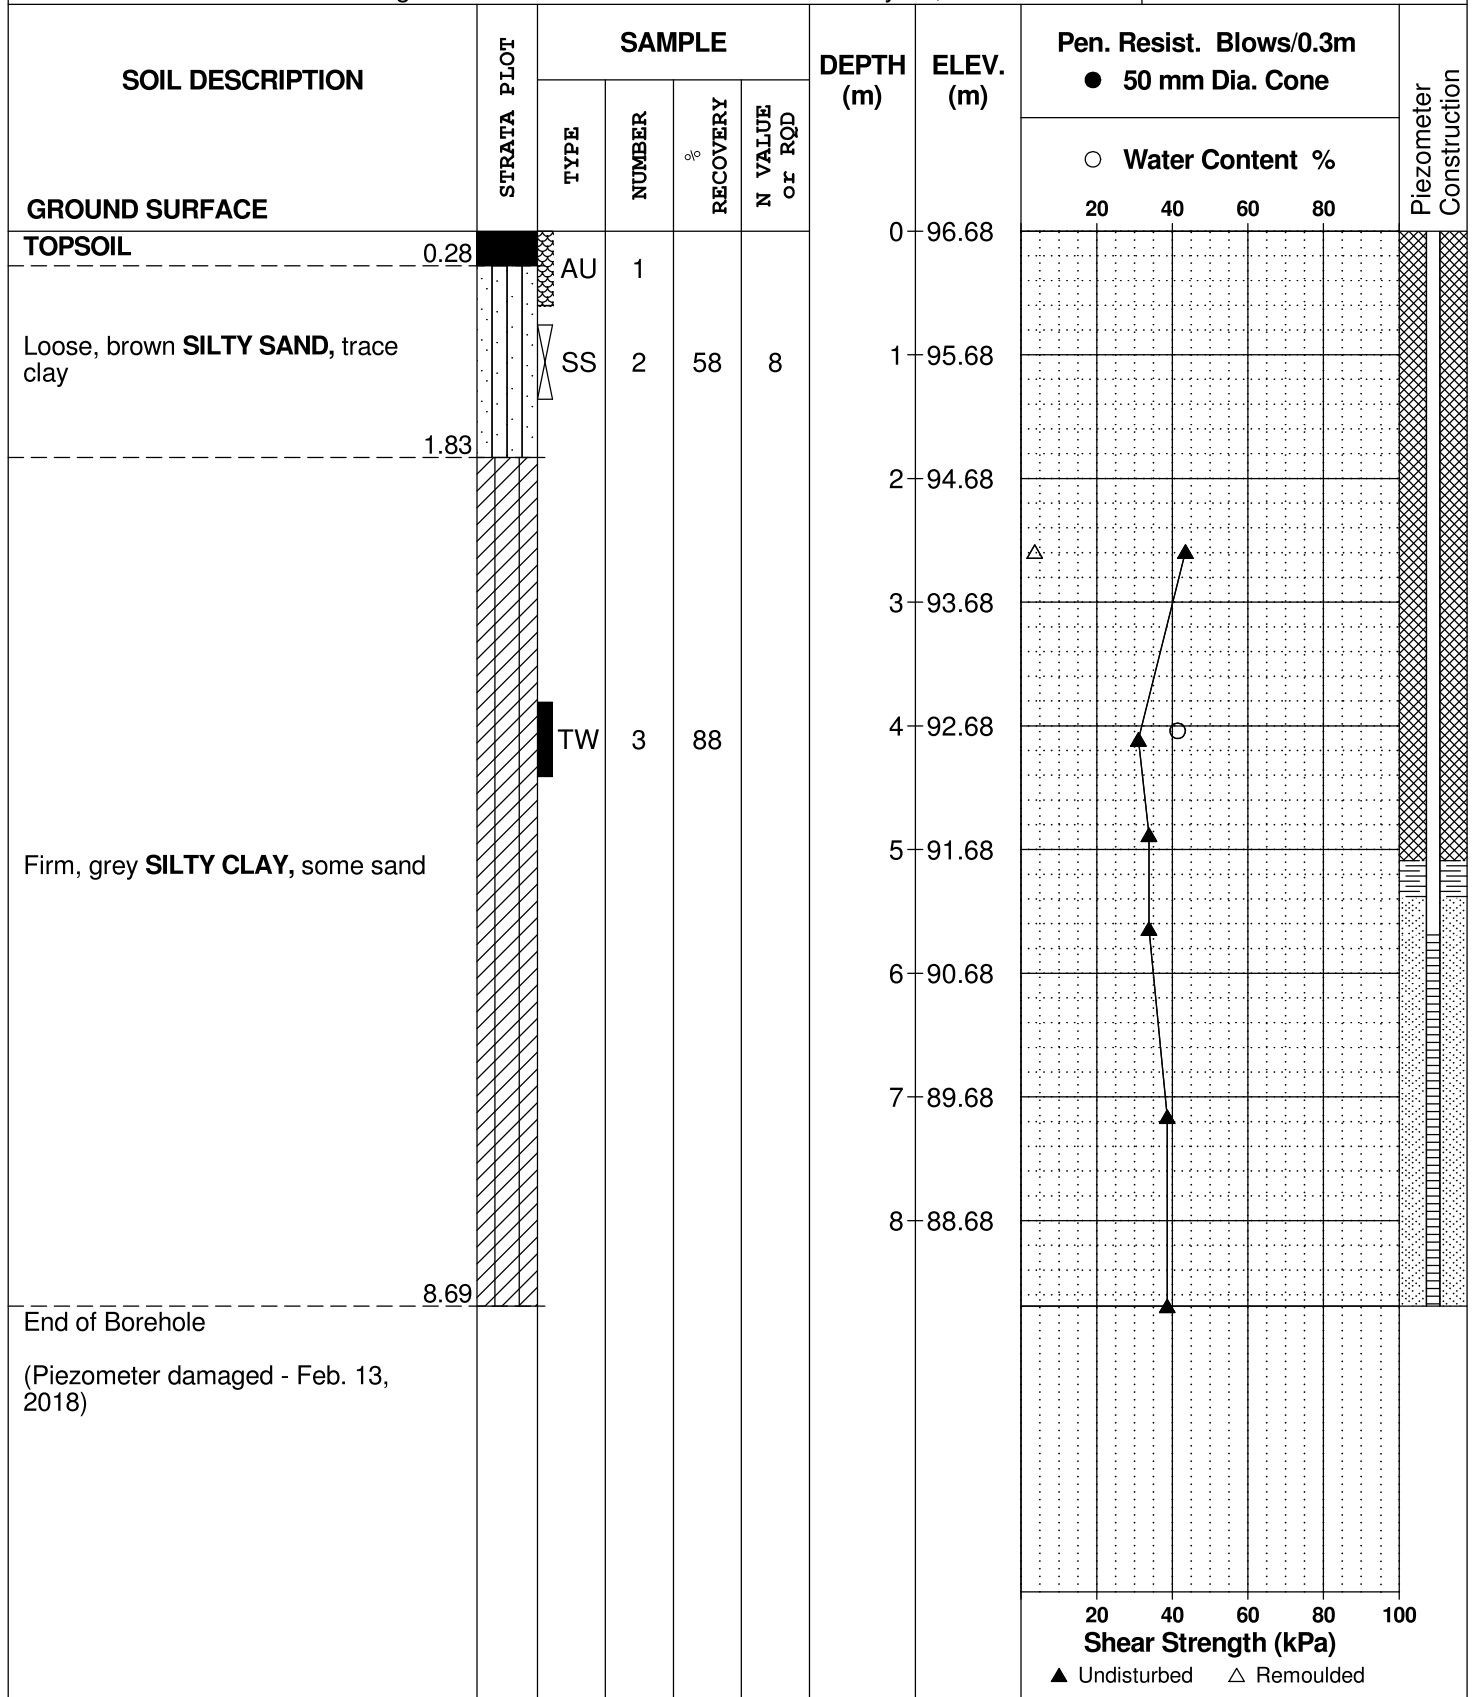 SOIL DESCRIPTION
GROUND SURFACE
STRATA PLOT
SAMPLE
TYPE
NUMBER
%
RECOVERY
N VALUE
or RQD
DEPTH
(m)
ELEV.
(m)
Pen. Resist. Blows/0.3m
● 50 mm Dia. Cone
○ Water Content %
20 40 60 80
Piezometer
Construction
TOPSOIL
0.28
Loose, brown SILTY SAND, trace
clay
1.83
Firm, grey SILTY CLAY, some sand
8.69
End of Borehole
(Piezometer damaged - Feb. 13,
2018)
AU 1
SS 2 58 8
TW 3 88
0 96.68
1 95.68
2 94.68
3 93.68
4 92.68
5 91.68
6 90.68
7 89.68
8 88.68
20 40 60 80 100
Shear Strength (kPa)
▲ Undisturbed △ Remoulded